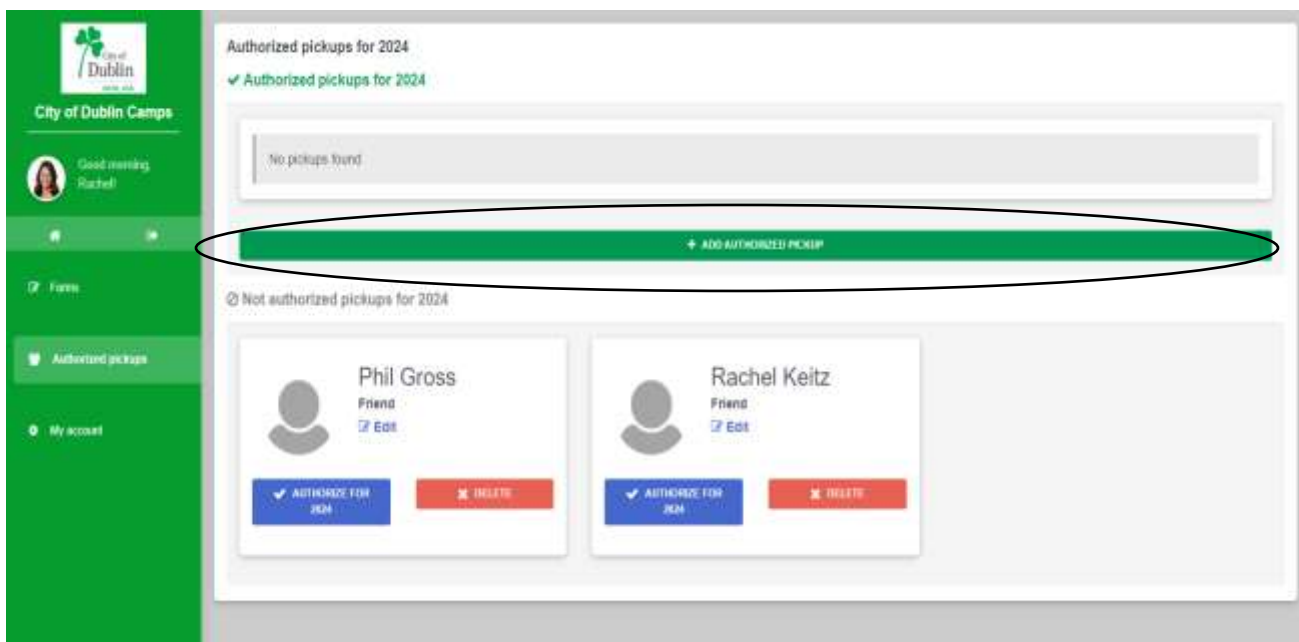 City of
Dublin
City of Dublin Camps
Good morning,
Rachel!
Forms
Authorized pickups
My account
Authorized pickups for 2024
Authorized pickups for 2024
No pickups found
+ ADD AUTHORIZED PICKUP
Not authorized pickups for 2024
Phil Gross
Friend
Edit
AUTHORIZE FOR
2024
DELETE
Rachel Keitz
Friend
Edit
AUTHORIZE FOR
2024
DELETE